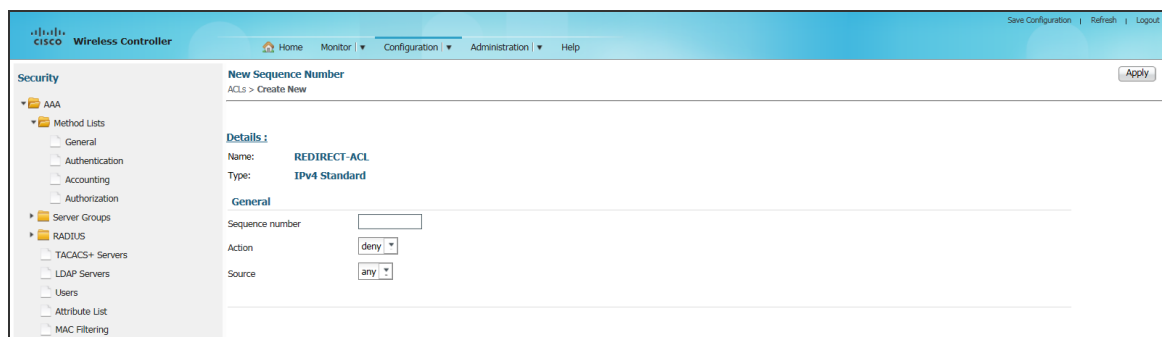 Save Configuration | Refresh | Logout
CISCO Wireless Controller
Home Monitor | ▼ Configuration | ▼ Administration | ▼ Help
Security
AAA
Method Lists
General
Authentication
Accounting
Authorization
Server Groups
RADIUS
TACACS+ Servers
LDAP Servers
Users
Attribute List
MAC Filtering
New Sequence Number
Apply
ACLs > Create New
Details :
Name: REDIRECT-ACL
Type: IPv4 Standard
General
Sequence number
Action deny
Source any